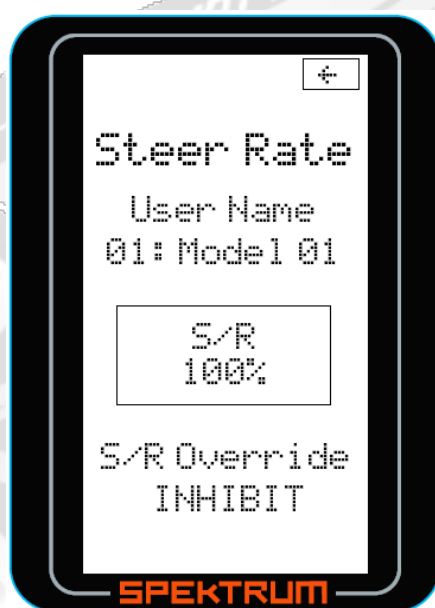 ←
Steer Rate
User Name
01: Model 01
S/R
100%
S/R Override
INHIBIT
SPEKTRUM